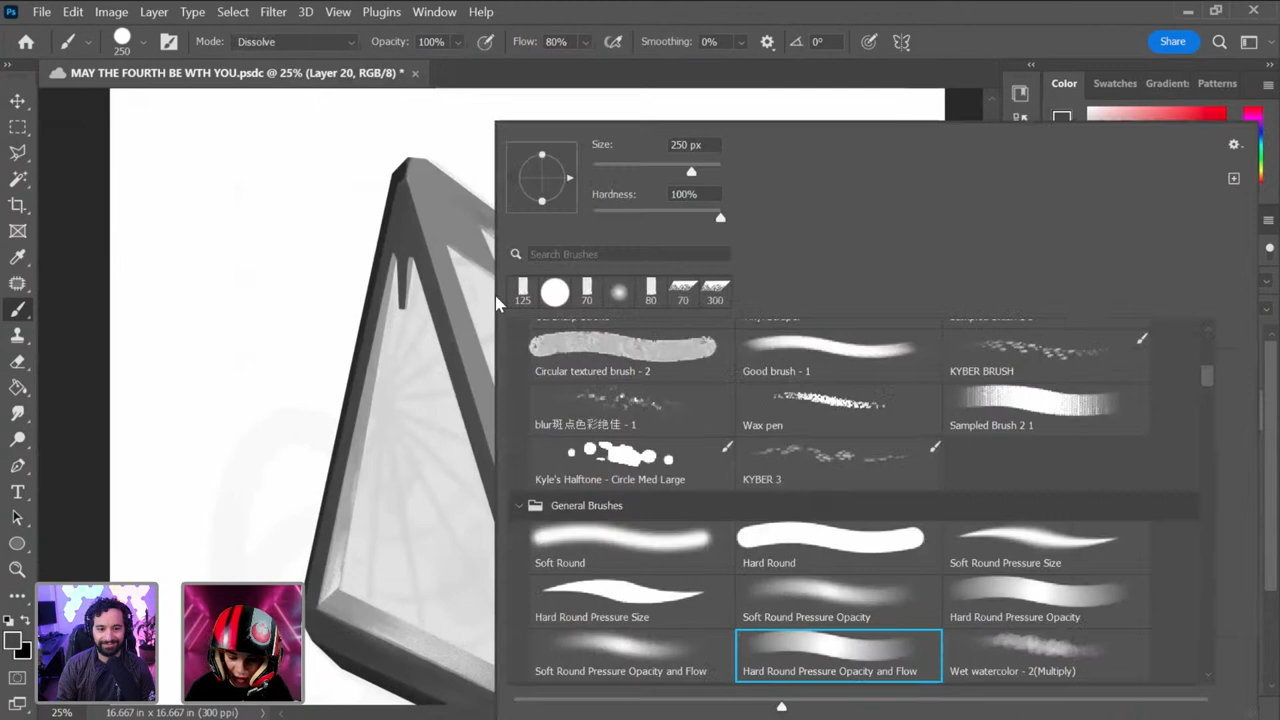 Ps File Edit Image Layer Type Select Filter 3D View Plugins Window Help
250 Mode: Dissolve Opacity: 100% Flow: 80% Smoothing: 0% 0° Share
MAY THE FOURTH BE WTH YOU.psdc @ 25% (Layer 20, RGB/8) *
Color Swatches Gradient: Patterns
Size: 250 px
Hardness: 100%
Search Brushes
125 70 80 70 300
Circular textured brush - 2 Good brush - 1 KYBER BRUSH
blur斑点色彩绝佳 - 1 Wax pen Sampled Brush 2 1
Kyle's Halftone - Circle Med Large KYBER 3
General Brushes
Soft Round Hard Round Soft Round Pressure Size
Hard Round Pressure Size Soft Round Pressure Opacity Hard Round Pressure Opacity
Soft Round Pressure Opacity and Flow Hard Round Pressure Opacity and Flow Wet watercolor - 2(Multiply)
25% 16.667 in x 16.667 in (300 ppi)